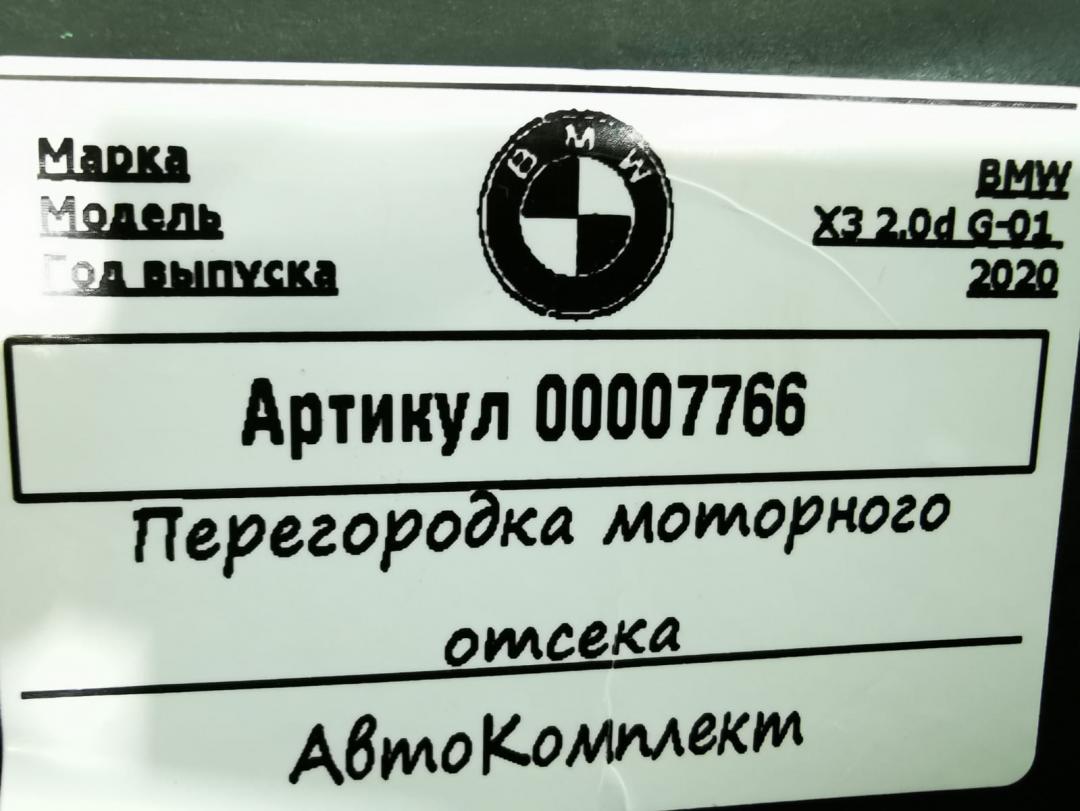 Марка BMW BMW
Модель X3 2.0d G-01
Год выпуска 2020
Артикул 00007766
Перегородка моторного
отсека
АвтоКомплект